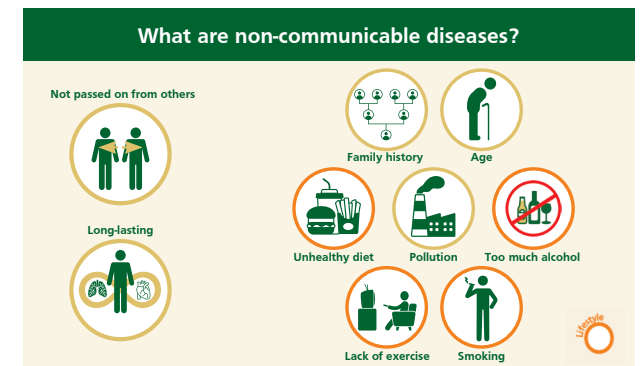 What are non-communicable diseases?
Not passed on from others
Long-lasting
Family history
Age
Unhealthy diet
Pollution
Too much alcohol
Lack of exercise
Smoking
Lifestyle